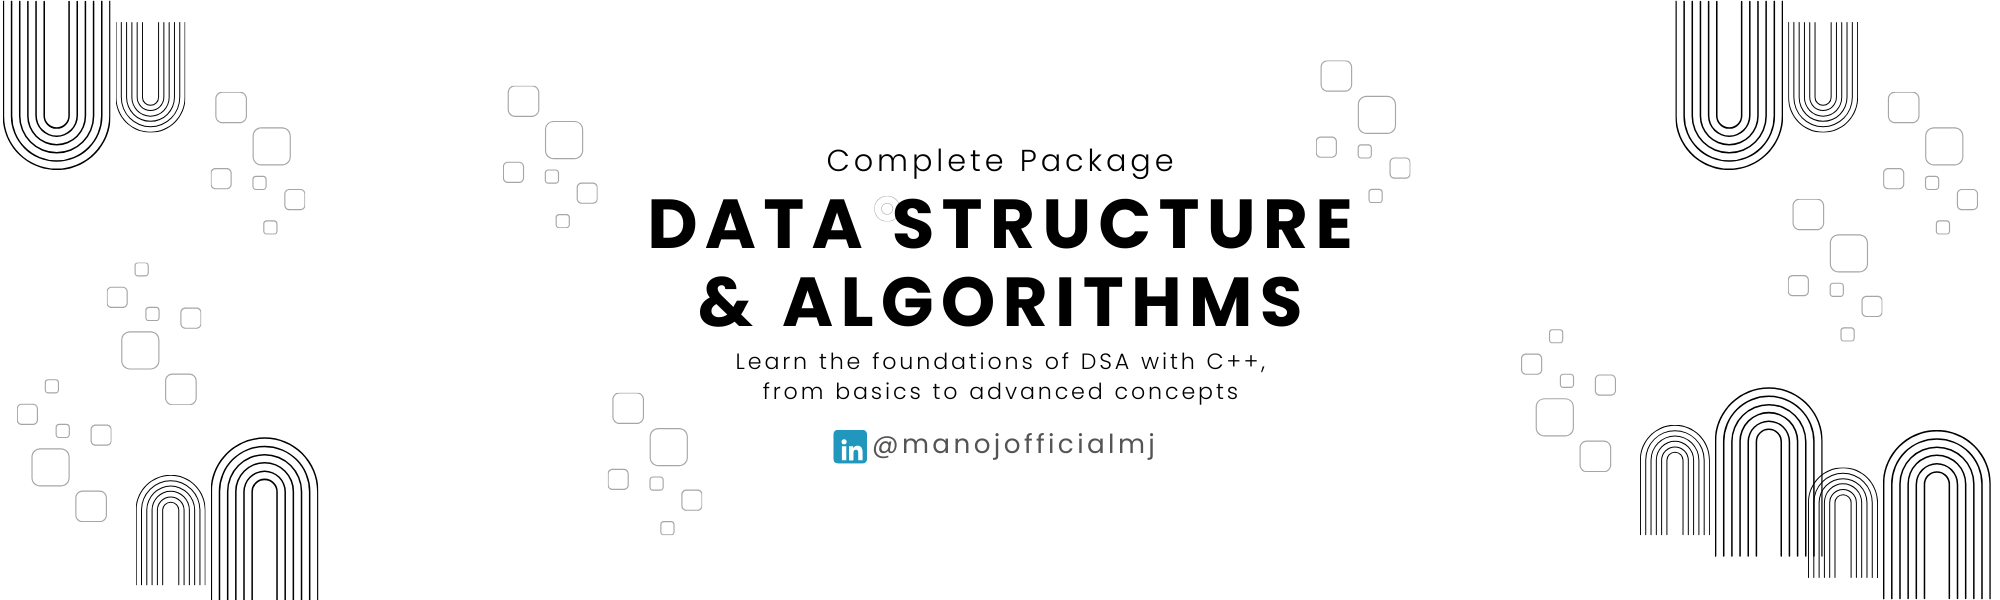 Complete Package
DATA STRUCTURE
& ALGORITHMS
Learn the foundations of DSA with C++,
from basics to advanced concepts
in @manojofficialmj